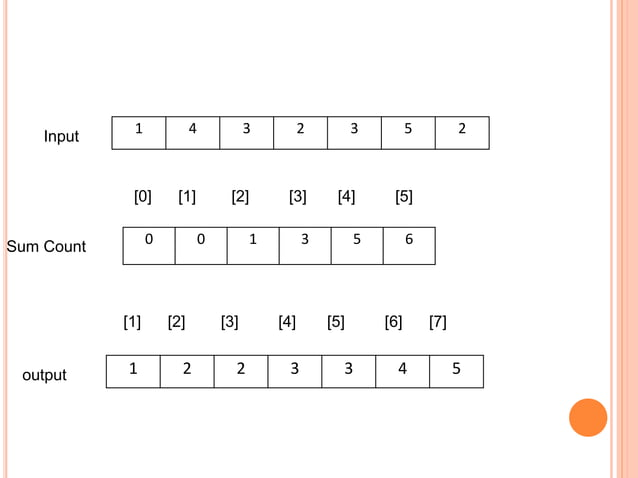 Input 1 4 3 2 3 5 2
[0] [1] [2] [3] [4] [5]
Sum Count 0 0 1 3 5 6
[1] [2] [3] [4] [5] [6] [7]
output 1 2 2 3 3 4 5